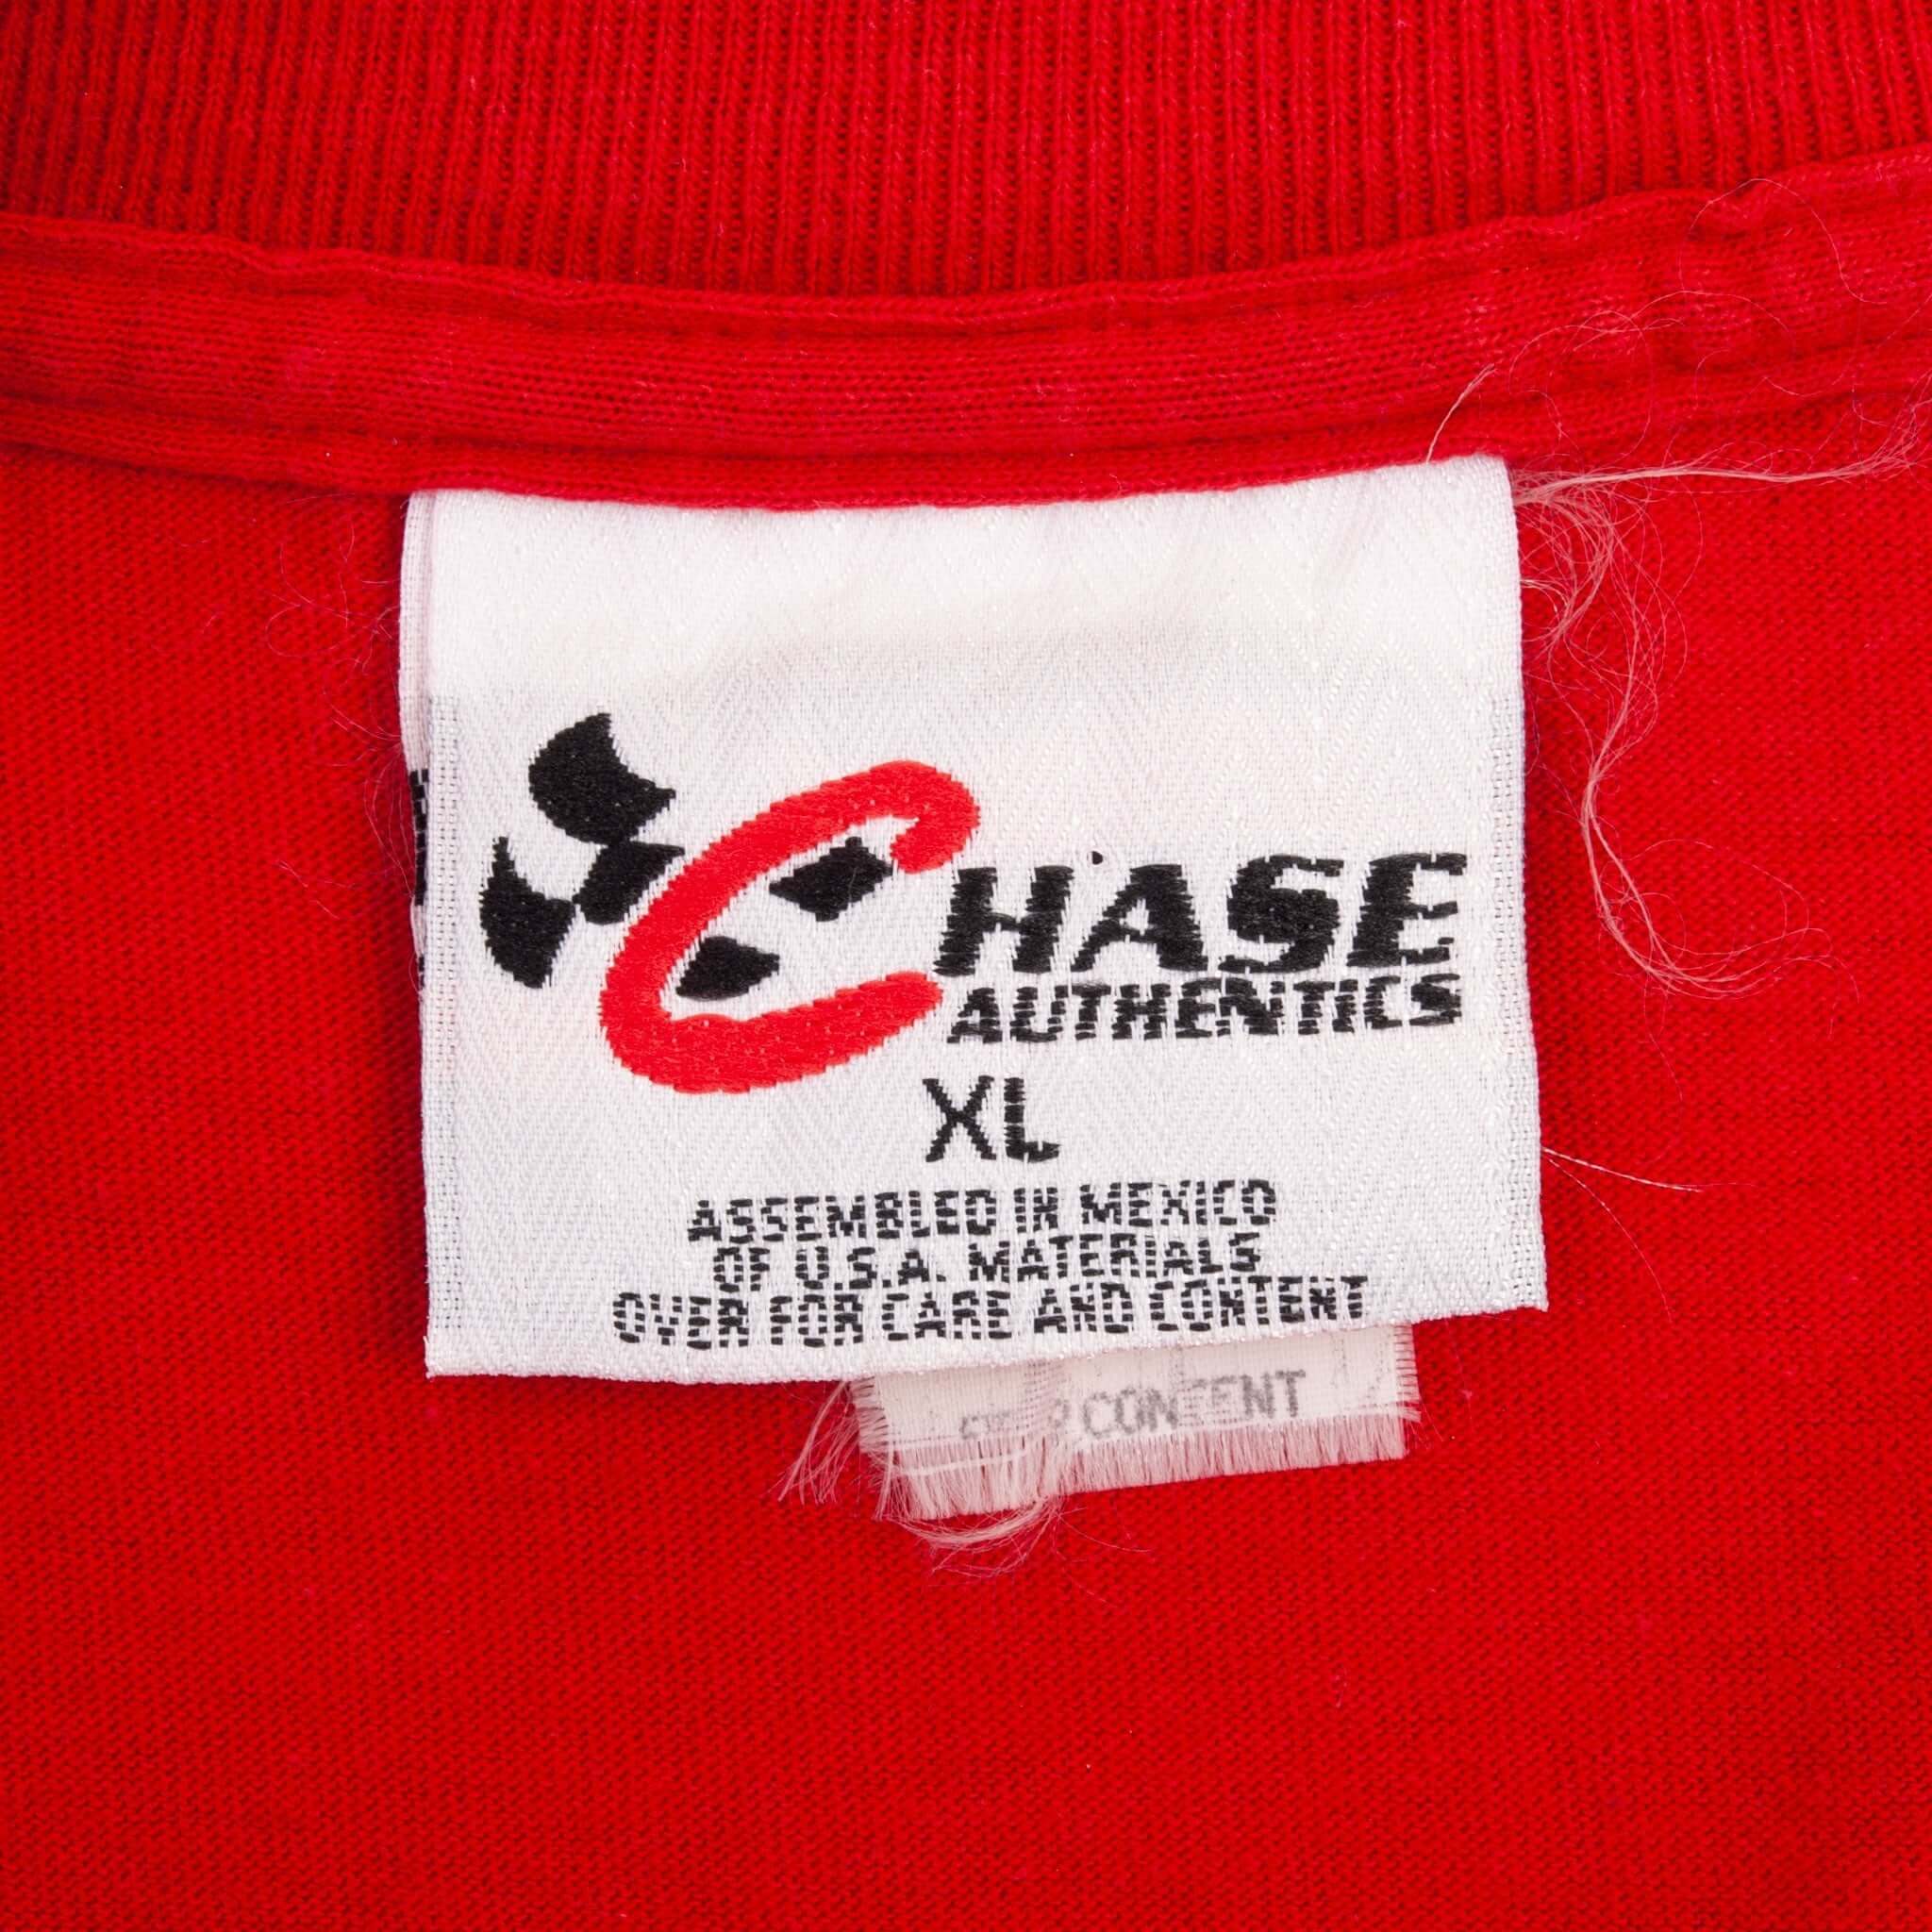 CHASE
AUTHENTICS
XL
ASSEMBLED IN MEXICO
OF U.S.A. MATERIALS
OVER FOR CARE AND CONTENT
CONTENT